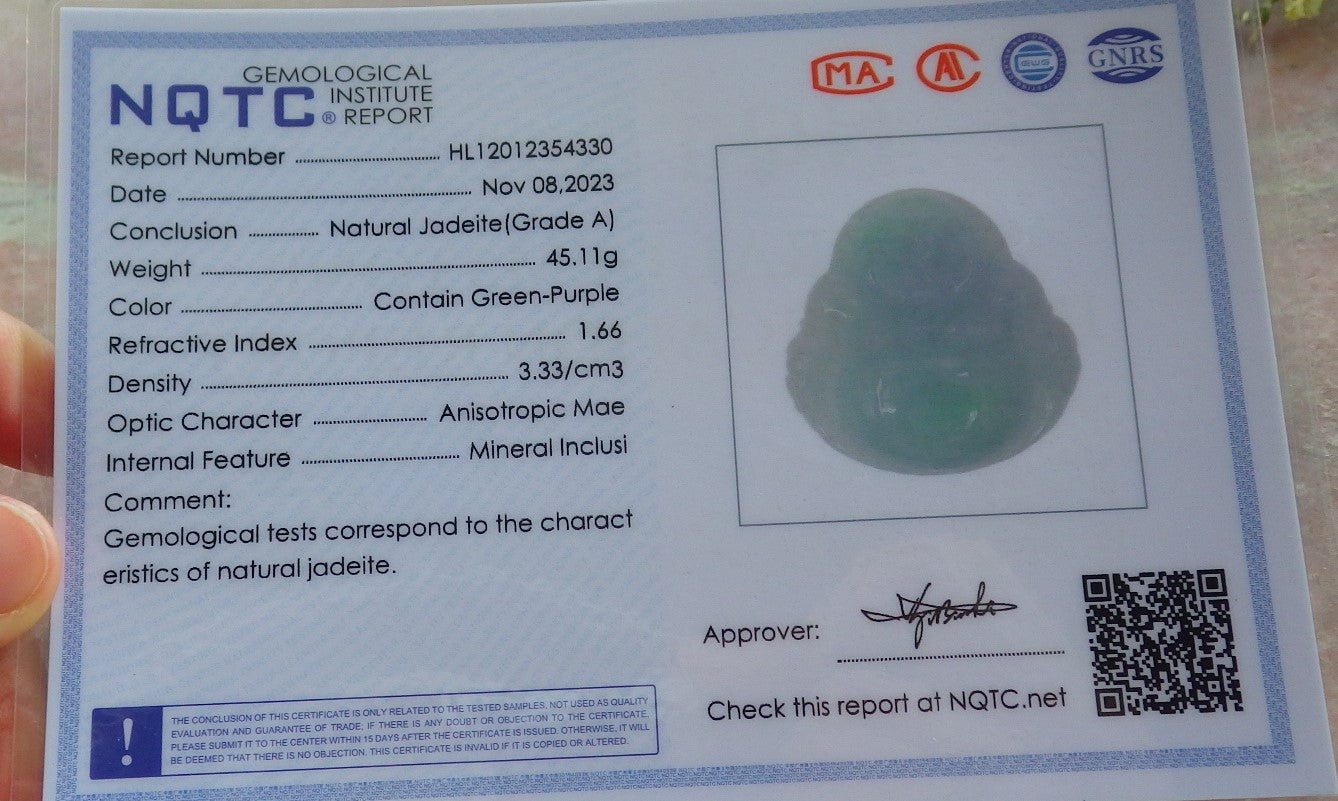 GEMOLOGICAL
NQTC® INSTITUTE
REPORT
MA
GWG
GNRS
Report Number ........ HL12012354330
Date ........ Nov 08,2023
Conclusion ........ Natural Jadeite(Grade A)
Weight ........ 45.11g
Color ........ Contain Green-Purple
Refractive Index ........ 1.66
Density ........ 3.33/cm3
Optic Character ........ Anisotropic Mae
Internal Feature ........ Mineral Inclusi
Comment:
Gemological tests correspond to the charact
eristics of natural jadeite.
Approver:
Check this report at NQTC.net
!
THE CONCLUSION OF THIS CERTIFICATE IS ONLY RELATED TO THE TESTED SAMPLES, NOT USED AS QUALITY
EVALUATION AND GUARANTEE OF TRADE, IF THERE IS ANY DOUBT OR OBJECTION TO THE CERTIFICATE,
PLEASE SUBMIT IT TO THE CENTER WITHIN 15 DAYS AFTER THE CERTIFICATE IS ISSUED. OTHERWISE, IT WILL
BE DEEMED THAT THERE IS NO OBJECTION. THIS CERTIFICATE IS INVALID IF IT IS COPIED OR ALTERED.